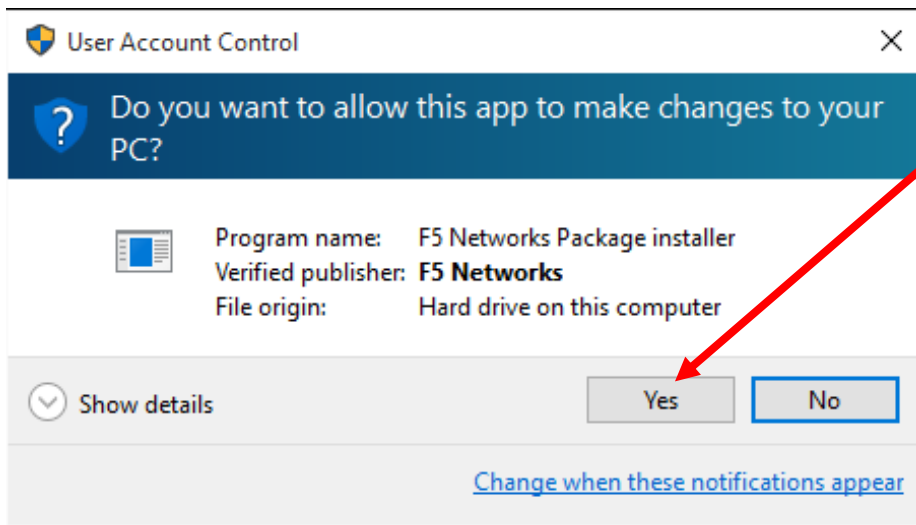 User Account Control
Do you want to allow this app to make changes to your
PC?
Program name: F5 Networks Package installer
Verified publisher: F5 Networks
File origin: Hard drive on this computer
Show details
Yes No
Change when these notifications appear